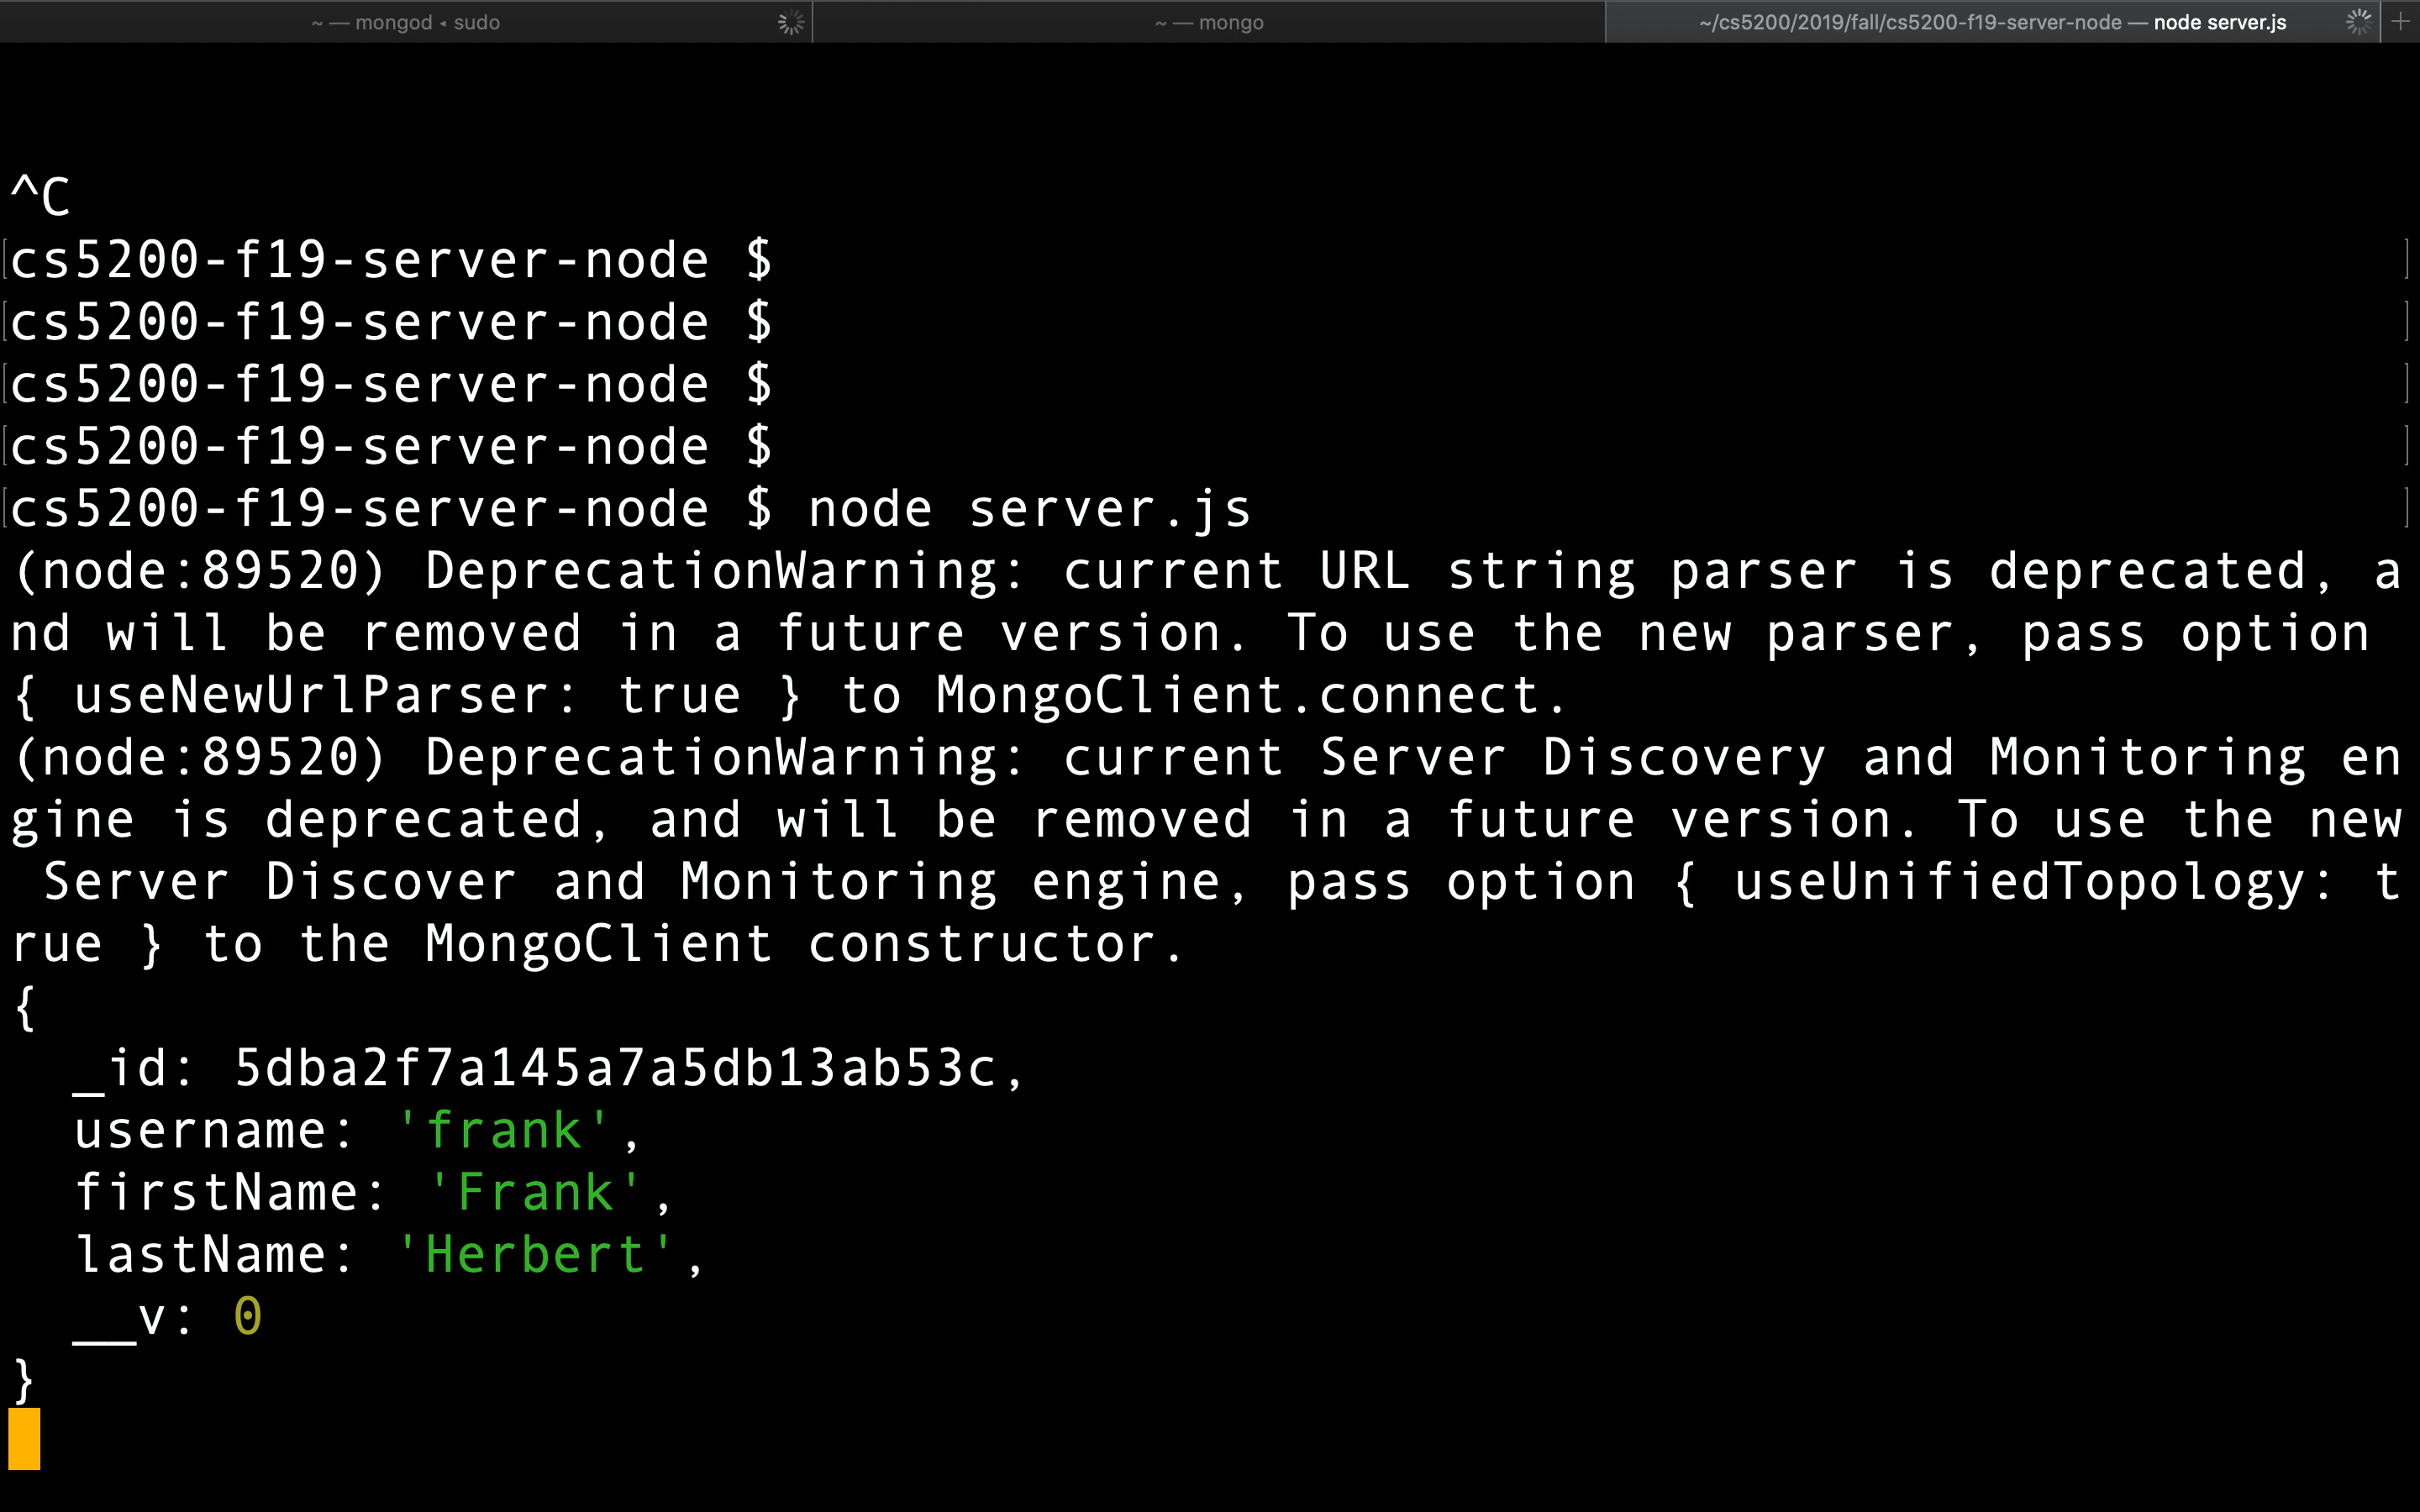 ~ — mongod ◂ sudo
~ — mongo
~/cs5200/2019/fall/cs5200-f19-server-node — node server.js
+
^C
[cs5200-f19-server-node $ ]
[cs5200-f19-server-node $ ]
[cs5200-f19-server-node $ ]
[cs5200-f19-server-node $ ]
[cs5200-f19-server-node $ node server.js ]
(node:89520) DeprecationWarning: current URL string parser is deprecated, a
nd will be removed in a future version. To use the new parser, pass option
{ useNewUrlParser: true } to MongoClient.connect.
(node:89520) DeprecationWarning: current Server Discovery and Monitoring en
gine is deprecated, and will be removed in a future version. To use the new
 Server Discover and Monitoring engine, pass option { useUnifiedTopology: t
rue } to the MongoClient constructor.
{
  _id: 5dba2f7a145a7a5db13ab53c,
  username: 'frank',
  firstName: 'Frank',
  lastName: 'Herbert',
  __v: 0
}